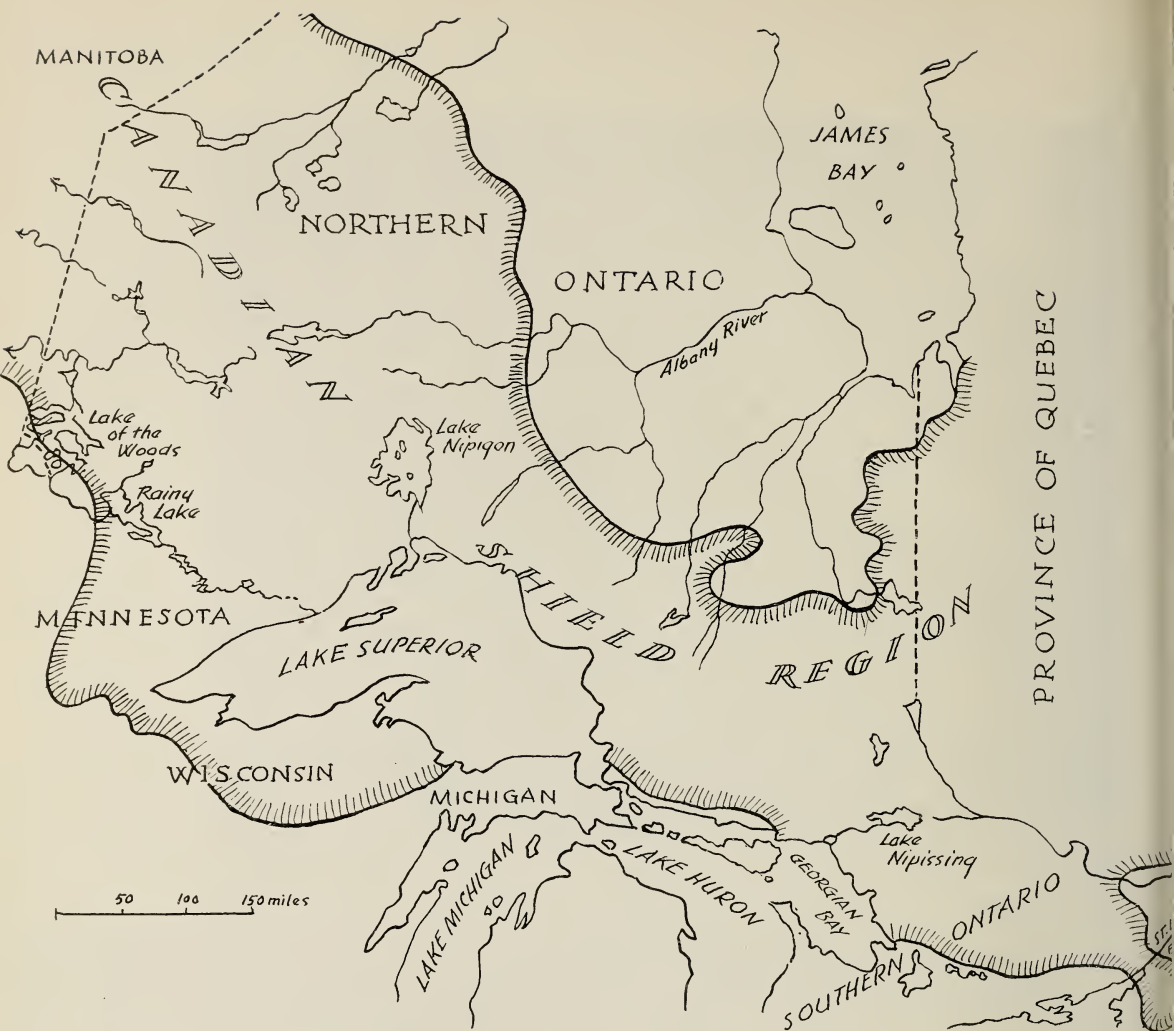 MANITOBA
CANADIAN
NORTHERN
JAMES
BAY
ONTARIO
Albany River
PROVINCE OF QUEBEC
Lake
of the
Woods
Lake
Nipigon
Rainy
Lake
SHIELD
REGION
MINNESOTA
LAKE SUPERIOR
WISCONSIN
MICHIGAN
LAKE MICHIGAN
LAKE HURON
GEORGIAN
BAY
Lake
Nipissing
SOUTHERN ONTARIO
50 100 150 miles
ST.